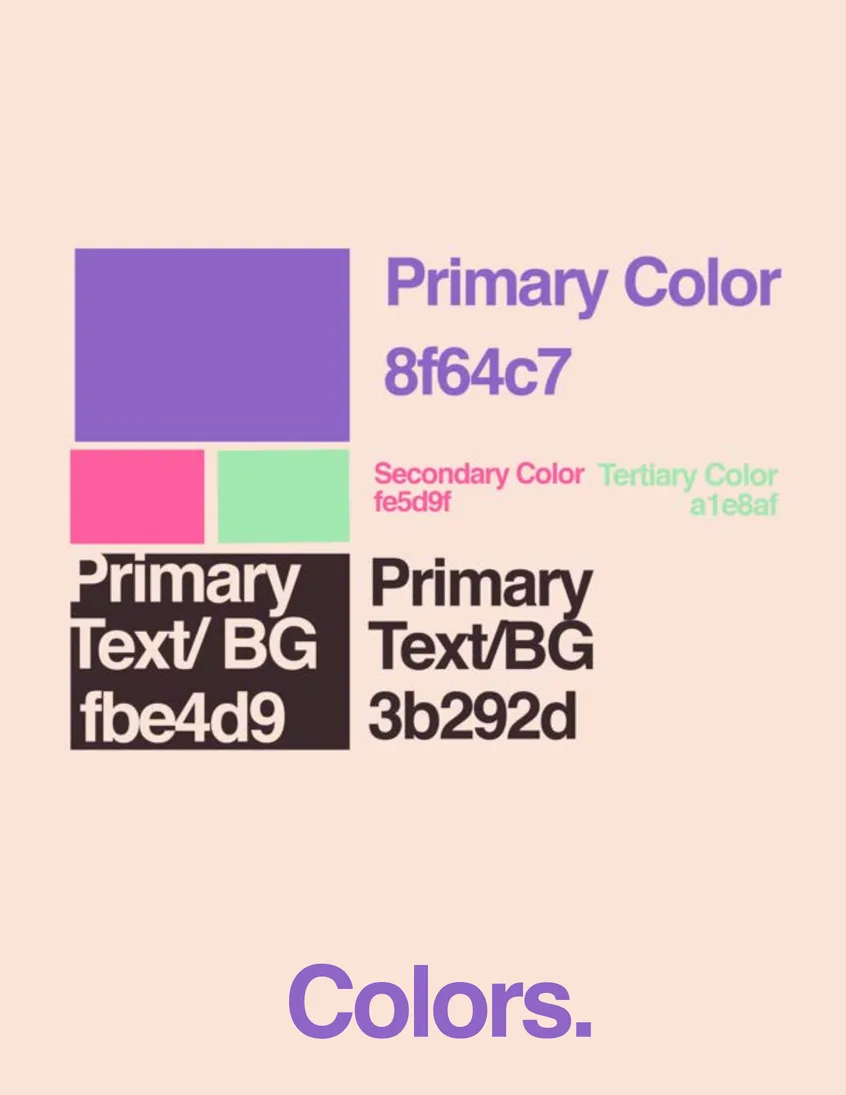 Primary Color
8f64c7
Secondary Color
fe5d9f
Tertiary Color
a1e8af
Primary
Text/ BG
fbe4d9
Primary
Text/BG
3b292d
Colors.